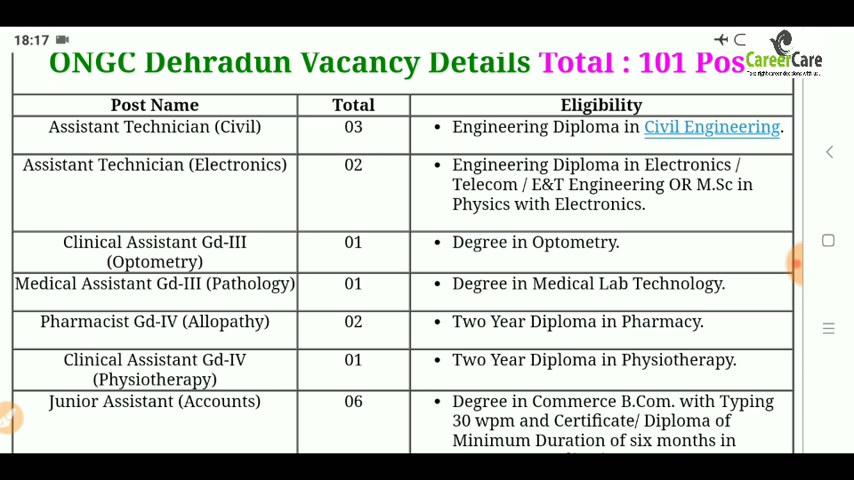 18:17
CareerCare
ONGC Dehradun Vacancy Details Total : 101 Pos
Post Name Total Eligibility
Assistant Technician (Civil) 03 • Engineering Diploma in Civil Engineering.
Assistant Technician (Electronics) 02 • Engineering Diploma in Electronics /
Telecom / E&T Engineering OR M.Sc in
Physics with Electronics.
Clinical Assistant Gd-III 01 • Degree in Optometry.
(Optometry)
Medical Assistant Gd-III (Pathology) 01 • Degree in Medical Lab Technology.
Pharmacist Gd-IV (Allopathy) 02 • Two Year Diploma in Pharmacy.
Clinical Assistant Gd-IV 01 • Two Year Diploma in Physiotherapy.
(Physiotherapy)
Junior Assistant (Accounts) 06 • Degree in Commerce B.Com. with Typing
30 wpm and Certificate/ Diploma of
Minimum Duration of six months in